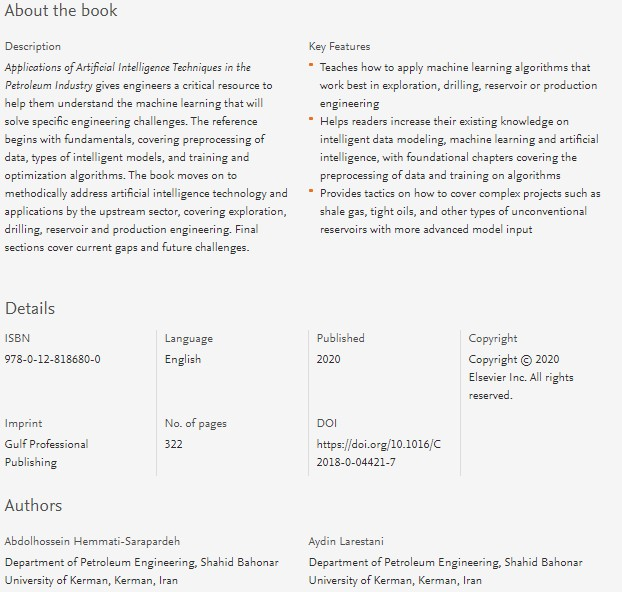 About the book
Description
Applications of Artificial Intelligence Techniques in the
Petroleum Industry gives engineers a critical resource to
help them understand the machine learning that will
solve specific engineering challenges. The reference
begins with fundamentals, covering preprocessing of
data, types of intelligent models, and training and
optimization algorithms. The book moves on to
methodically address artificial intelligence technology and
applications by the upstream sector, covering exploration,
drilling, reservoir and production engineering. Final
sections cover current gaps and future challenges.
Key Features
Teaches how to apply machine learning algorithms that
work best in exploration, drilling, reservoir or production
engineering
Helps readers increase their existing knowledge on
intelligent data modeling, machine learning and artificial
intelligence, with foundational chapters covering the
preprocessing of data and training on algorithms
Provides tactics on how to cover complex projects such as
shale gas, tight oils, and other types of unconventional
reservoirs with more advanced model input
Details
ISBN
978-0-12-818680-0
Language
English
Published
2020
Copyright
Copyright © 2020
Elsevier Inc. All rights
reserved.
Imprint
Gulf Professional
Publishing
No. of pages
322
DOI
https://doi.org/10.1016/C
2018-0-04421-7
Authors
Abdolhossein Hemmati-Sarapardeh
Department of Petroleum Engineering, Shahid Bahonar
University of Kerman, Kerman, Iran
Aydin Larestani
Department of Petroleum Engineering, Shahid Bahonar
University of Kerman, Kerman, Iran